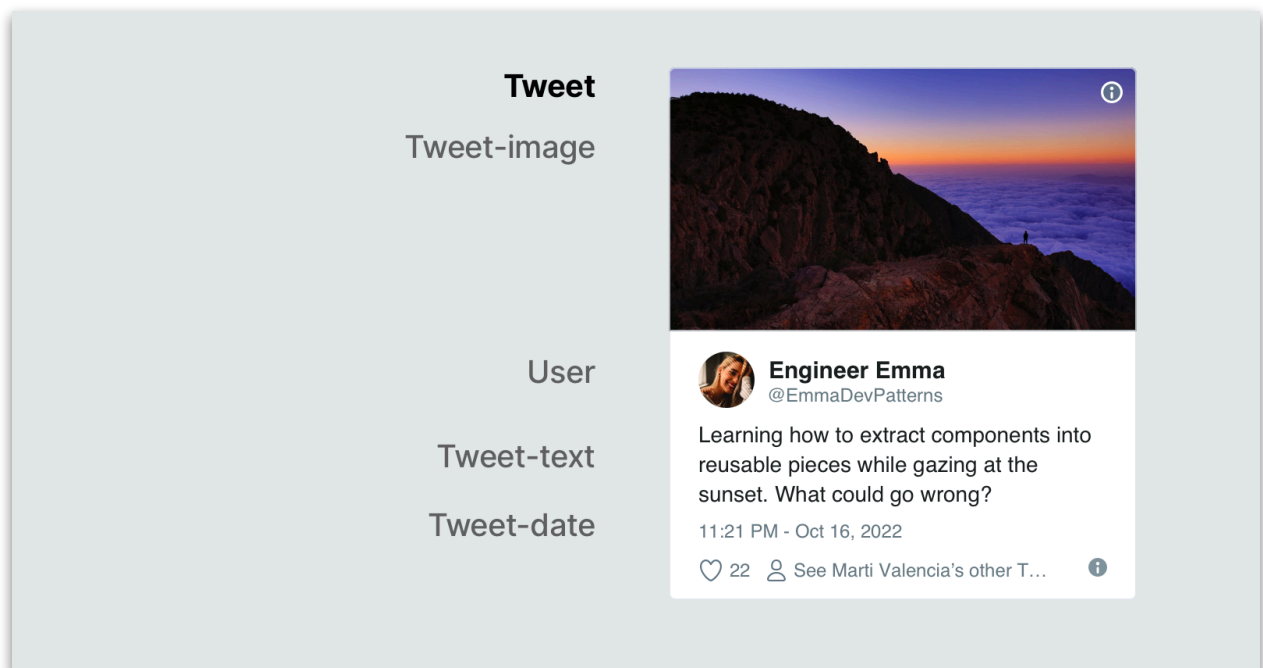 Tweet
Tweet-image
User
Engineer Emma
@EmmaDevPatterns
Tweet-text
Learning how to extract components into
reusable pieces while gazing at the
sunset. What could go wrong?
Tweet-date
11:21 PM - Oct 16, 2022
22 See Marti Valencia’s other T…